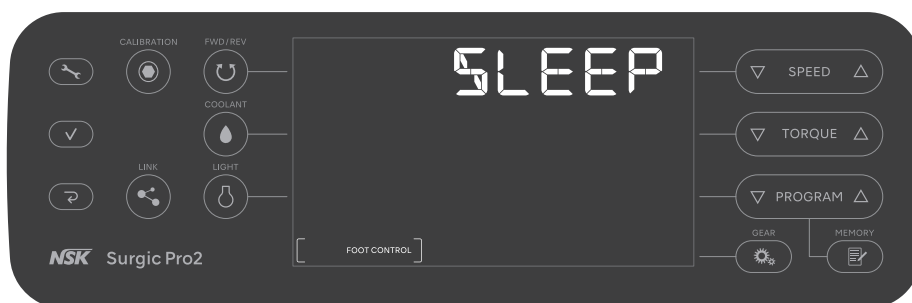 CALIBRATION
FWD/REV
SLEEP
SPEED
COOLANT
TORQUE
LINK
LIGHT
PROGRAM
GEAR
MEMORY
FOOT CONTROL
NSK Surgic Pro2